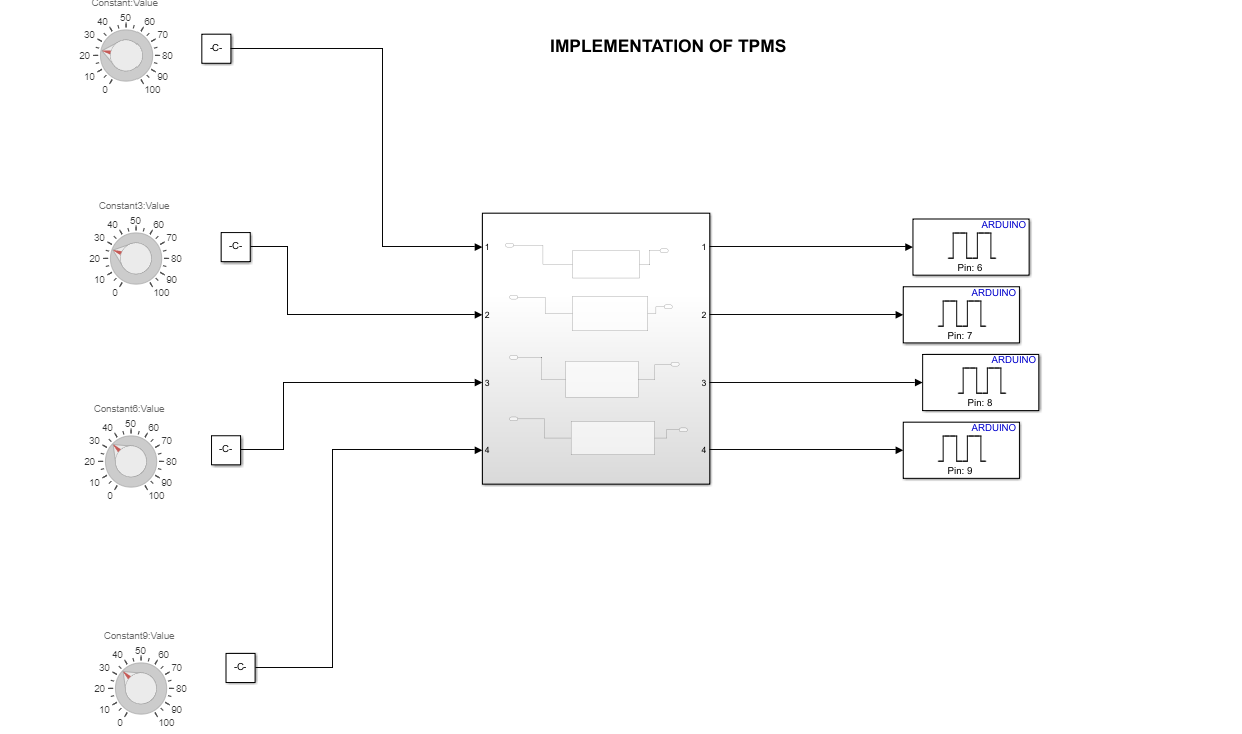 Constant:Value
50
40 60
30 70
20 80
10 90
0 100
-C-
IMPLEMENTATION OF TPMS
Constant3:Value
50
40 60
30 70
20 80
10 90
0 100
-C-
Constant6:Value
50
40 60
30 70
20 80
10 90
0 100
-C-
Constant9:Value
50
40 60
30 70
20 80
10 90
0 100
-C-
1
2
3
4
1
2
3
4
ARDUINO
Pin: 6
ARDUINO
Pin: 7
ARDUINO
Pin: 8
ARDUINO
Pin: 9